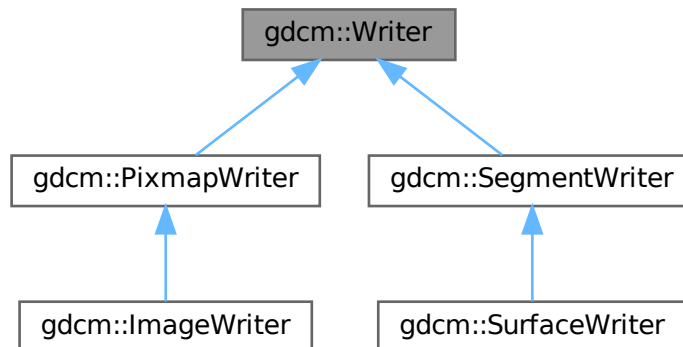 gdcm::Writer
gdcm::PixmapWriter
gdcm::SegmentWriter
gdcm::ImageWriter
gdcm::SurfaceWriter